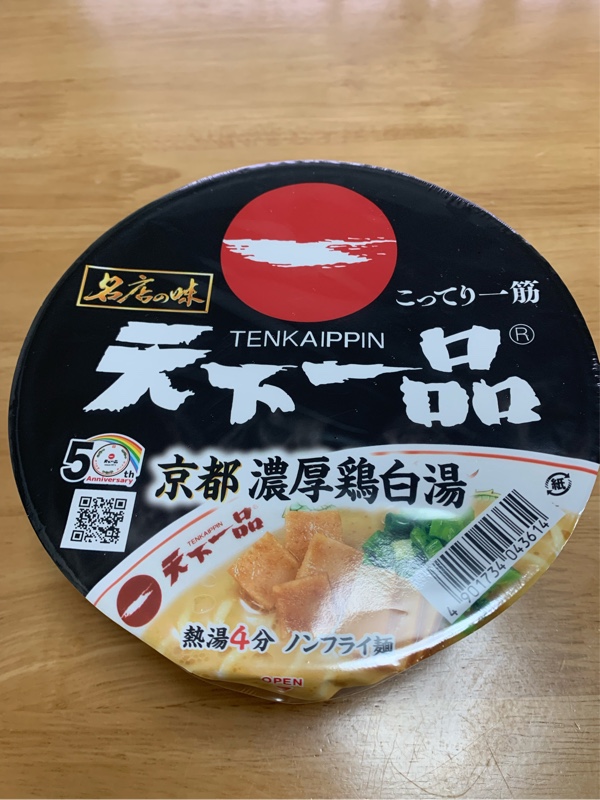 名店の味
こってり一筋
TENKAIPPIN
天下一品®
50th
Anniversary
京都 濃厚鶏白湯
紙
TENKAIPPIN
天下一品
4 901734 043614
熱湯4分 ノンフライ麺
OPEN